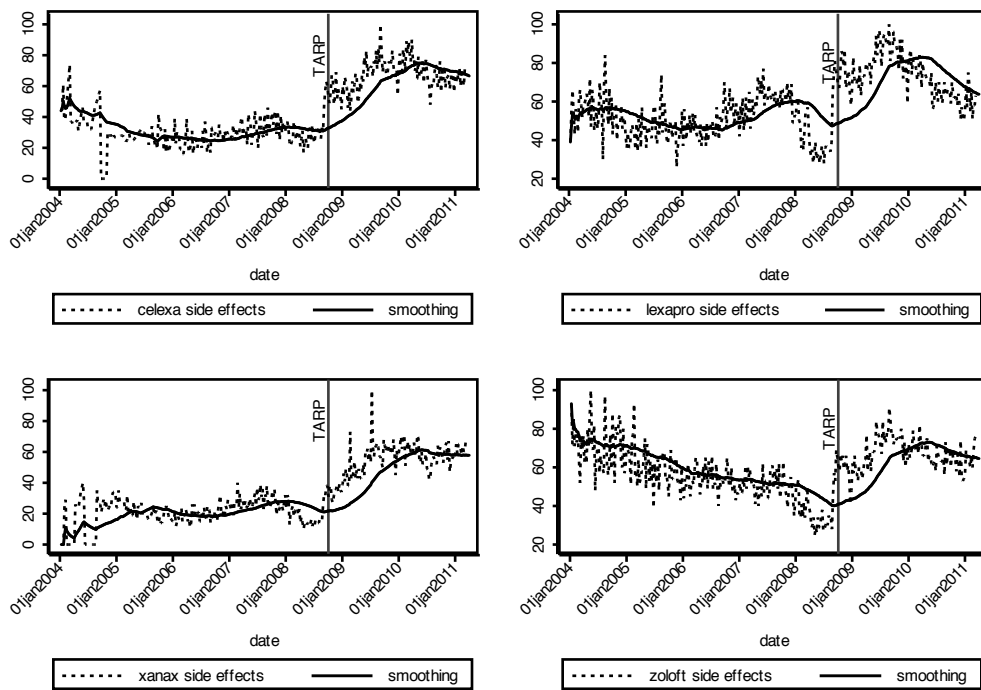 100
80
60
40
20
0
TARP
01jan2004
01jan2005
01jan2006
01jan2007
01jan2008
01jan2009
01jan2010
01jan2011
date
celexa side effects smoothing
100
80
60
40
20
TARP
01jan2004
01jan2005
01jan2006
01jan2007
01jan2008
01jan2009
01jan2010
01jan2011
date
lexapro side effects smoothing
100
80
60
40
20
0
TARP
01jan2004
01jan2005
01jan2006
01jan2007
01jan2008
01jan2009
01jan2010
01jan2011
date
xanax side effects smoothing
100
80
60
40
20
TARP
01jan2004
01jan2005
01jan2006
01jan2007
01jan2008
01jan2009
01jan2010
01jan2011
date
zoloft side effects smoothing